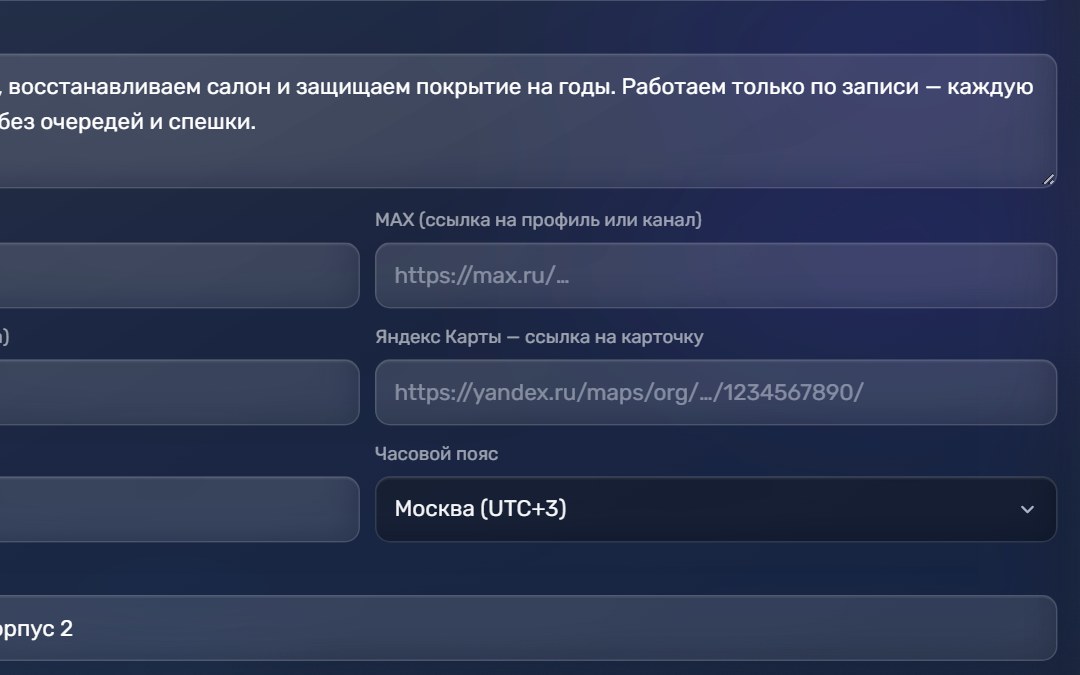 , восстанавливаем салон и защищаем покрытие на годы. Работаем только по записи — каждую
без очередей и спешки.
MAX (ссылка на профиль или канал)
https://max.ru/…
Яндекс Карты — ссылка на карточку
https://yandex.ru/maps/org/…/1234567890/
Часовой пояс
Москва (UTC+3)
2